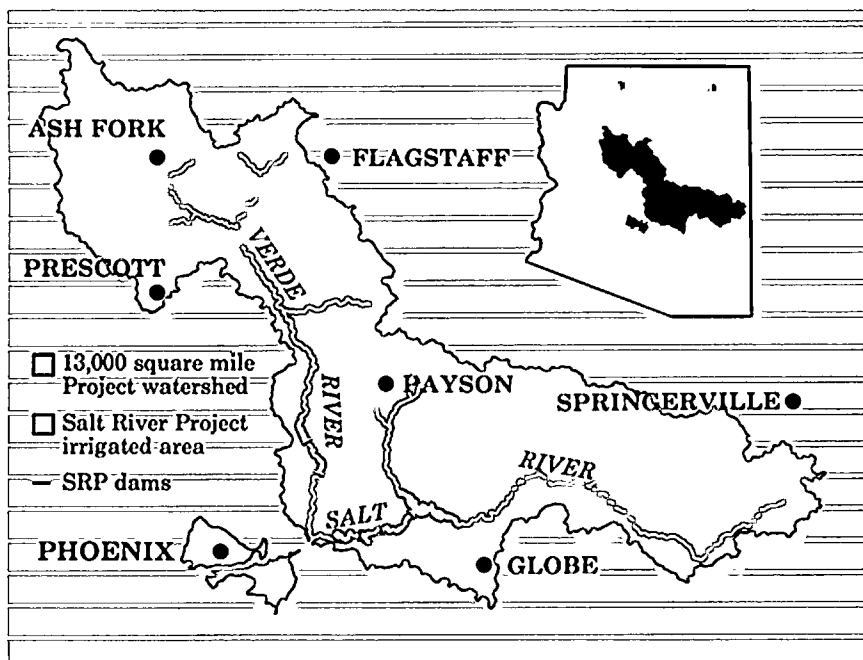 ASH FORK
FLAGSTAFF
VERDE
PRESCOTT
13,000 square mile
Project watershed
RIVER
PAYSON
SPRINGERVILLE
Salt River Project
irrigated area
RIVER
SRP dams
SALT
PHOENIX
GLOBE